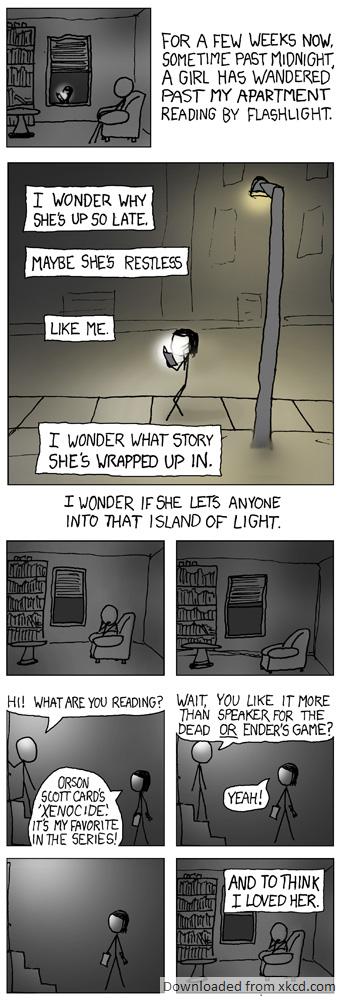 FOR A FEW WEEKS NOW,
SOMETIME PAST MIDNIGHT,
A GIRL HAS WANDERED
PAST MY APARTMENT
READING BY FLASHLIGHT.
I WONDER WHY
SHE'S UP SO LATE.
MAYBE SHE'S RESTLESS
LIKE ME.
I WONDER WHAT STORY
SHE'S WRAPPED UP IN.
I WONDER IF SHE LETS ANYONE
INTO THAT ISLAND OF LIGHT.
HI! WHAT ARE YOU READING?
ORSON
SCOTT CARD'S
'XENOCIDE.'
IT'S MY FAVORITE
IN THE SERIES!
WAIT, YOU LIKE IT MORE
THAN SPEAKER FOR THE
DEAD OR ENDER'S GAME?
YEAH!
AND TO THINK
I LOVED HER.
Downloaded from xkcd.com